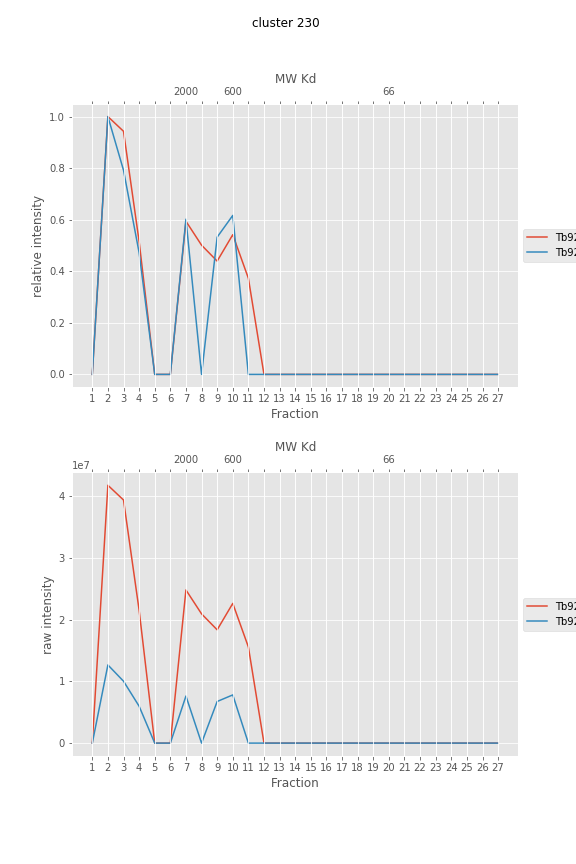 cluster 230
MW Kd
2000 600 66
1.0
0.8
0.6
0.4
0.2
0.0
relative intensity
Tb92
Tb92
1 2 3 4 5 6 7 8 9 10 11 12 13 14 15 16 17 18 19 20 21 22 23 24 25 26 27
Fraction
MW Kd
2000 600 66
1e7
4
3
2
1
0
raw intensity
Tb92
Tb92
1 2 3 4 5 6 7 8 9 10 11 12 13 14 15 16 17 18 19 20 21 22 23 24 25 26 27
Fraction